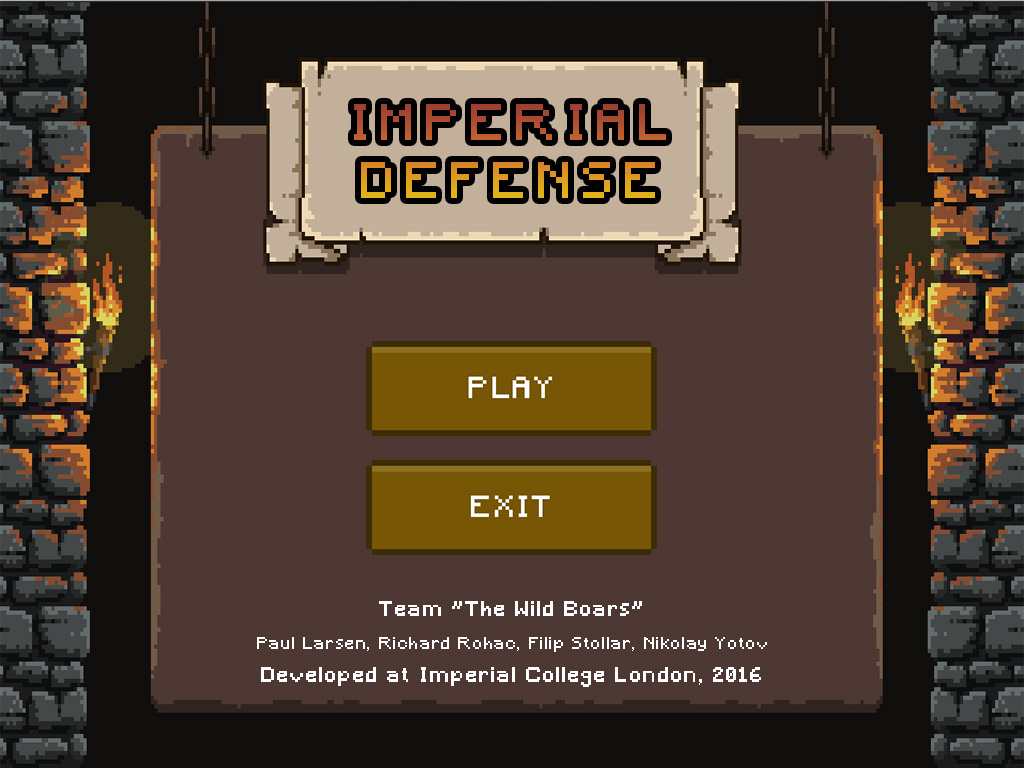 IMPERIAL
DEFENSE
PLAY
EXIT
Team "The Wild Boars"
Paul Larsen, Richard Rohac, Filip Stollar, Nikolay Yotov
Developed at Imperial College London, 2016